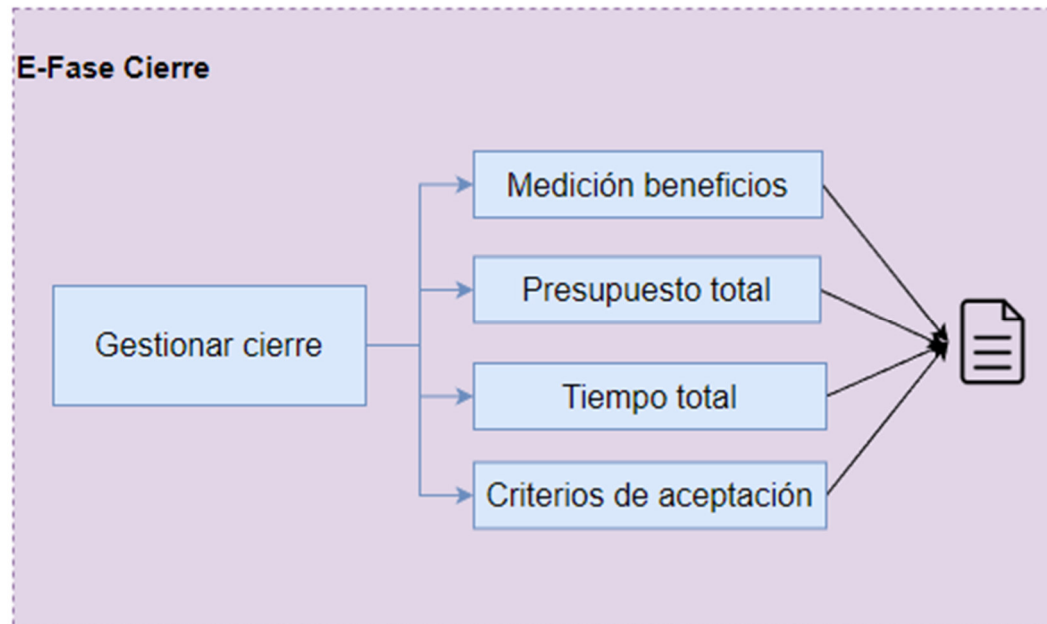 E-Fase Cierre
Medición beneficios
Presupuesto total
Gestionar cierre
Tiempo total
Criterios de aceptación